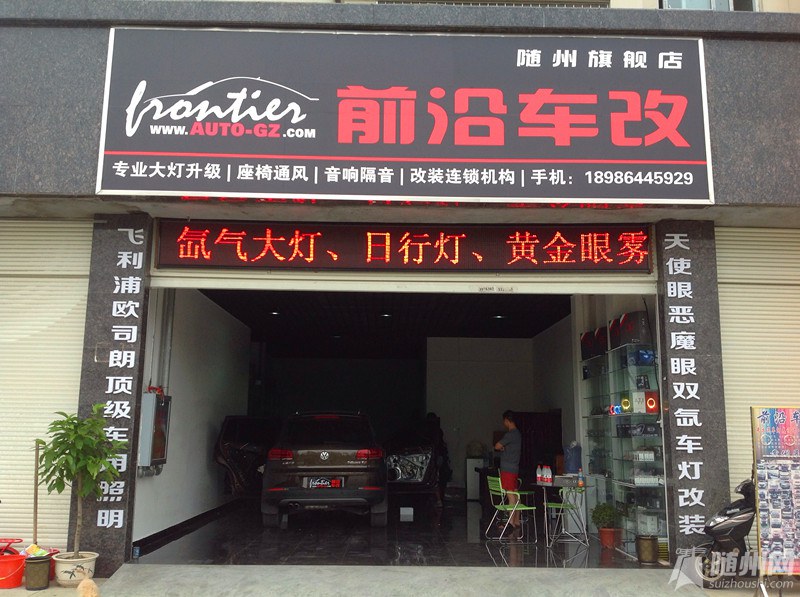 随州旗舰店
frontier
前沿车改
WWW.AUTO-GZ.COM
专业大灯升级 | 座椅通风 | 音响隔音 | 改装连锁机构 | 手机：18986445929
氙气大灯、日行灯、黄金眼雾
飞利浦欧司朗顶级车用照明
天使眼恶魔眼双氙车灯改装
frontier
前沿车
随州网
suizhoushi.com